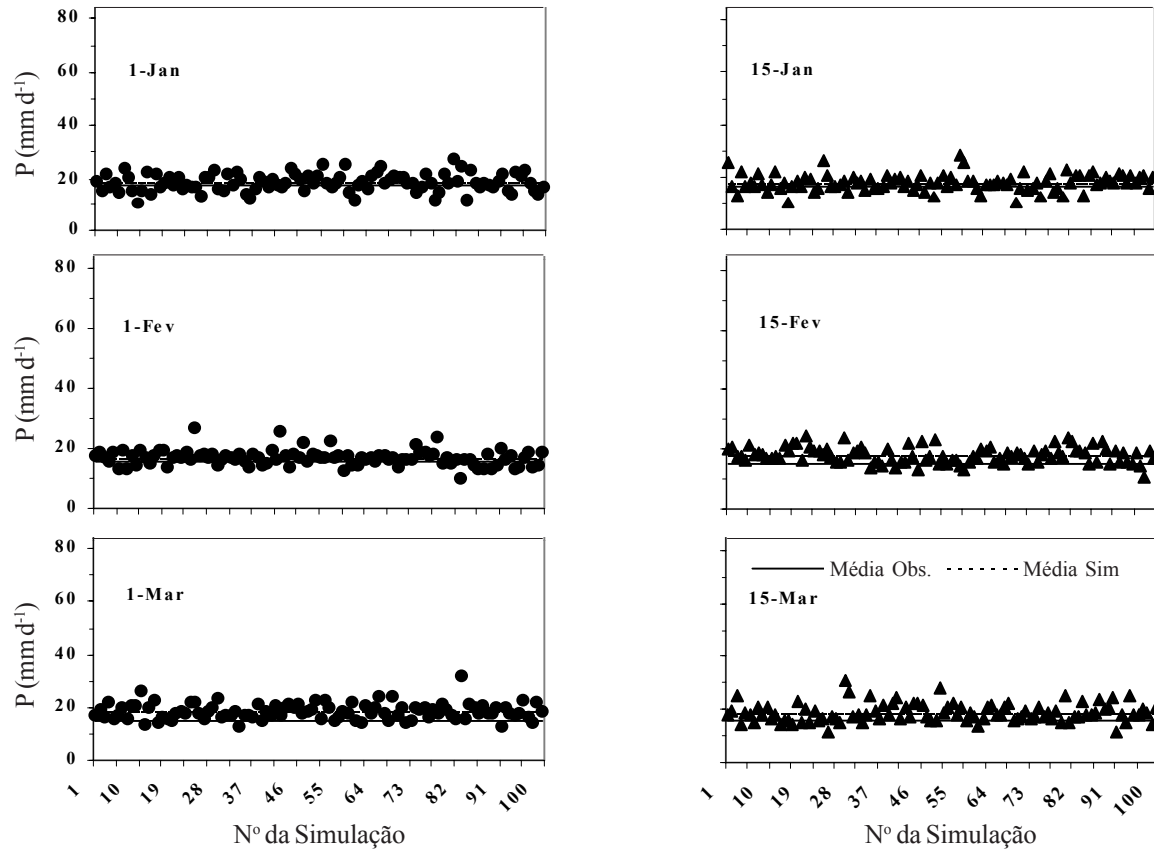 80
60
40
20
0
P (mm d-1)
1-Jan
15-Jan
80
60
40
20
0
P (mm d-1)
1-Fev
15-Fev
80
60
40
20
0
P (mm d-1)
1-Mar
Média Obs. Média Sim
15-Mar
1 10 19 28 37 46 55 64 73 82 91 100
1 10 19 28 37 46 55 64 73 82 91 100
Nº da Simulação
Nº da Simulação